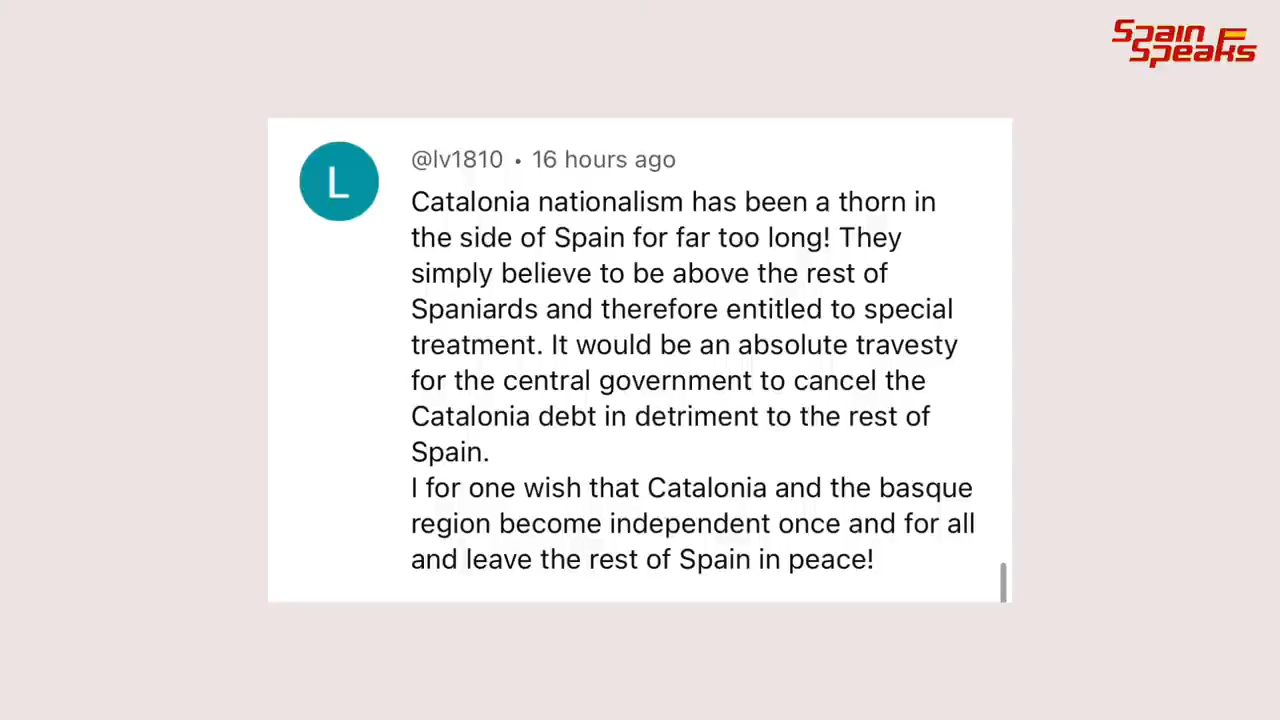 Spain
Speaks
L
@lv1810 • 16 hours ago
Catalonia nationalism has been a thorn in
the side of Spain for far too long! They
simply believe to be above the rest of
Spaniards and therefore entitled to special
treatment. It would be an absolute travesty
for the central government to cancel the
Catalonia debt in detriment to the rest of
Spain.
I for one wish that Catalonia and the basque
region become independent once and for all
and leave the rest of Spain in peace!